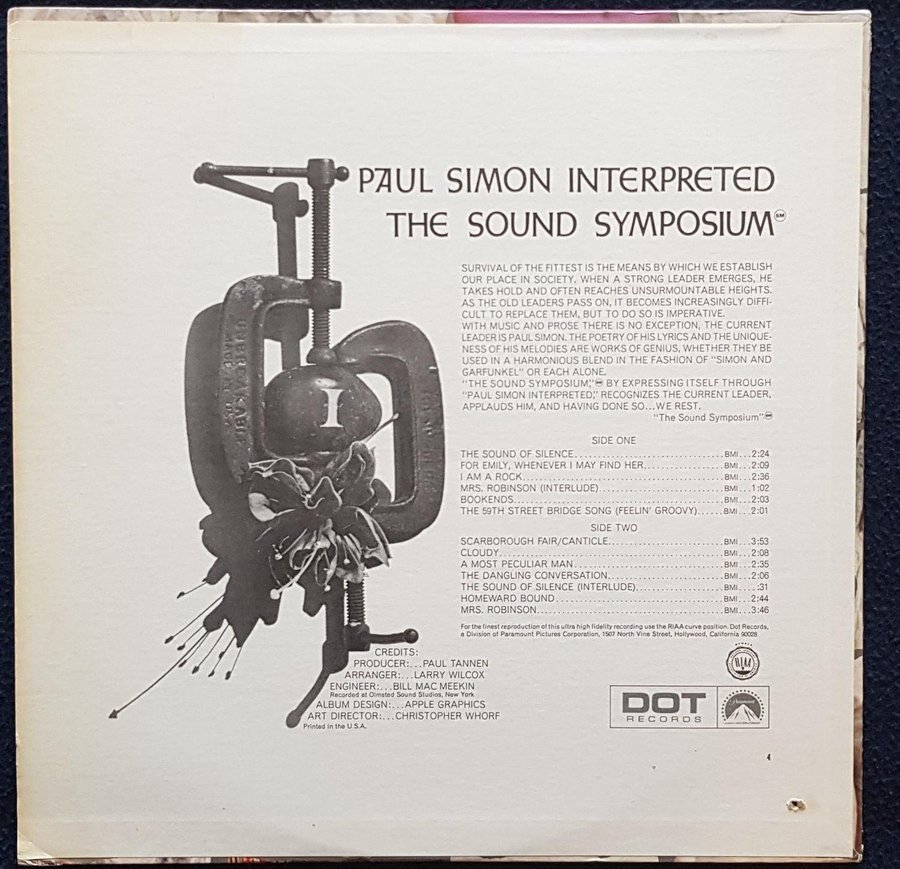 PAUL SIMON INTERPRETED
THE SOUND SYMPOSIUM℠
SURVIVAL OF THE FITTEST IS THE MEANS BY WHICH WE ESTABLISH
OUR PLACE IN SOCIETY, WHEN A STRONG LEADER EMERGES, HE
TAKES HOLD AND OFTEN REACHES UNSURMOUNTABLE HEIGHTS.
AS THE OLD LEADERS PASS ON, IT BECOMES INCREASINGLY DIFFI-
CULT TO REPLACE THEM, BUT TO DO SO IS IMPERATIVE.
WITH MUSIC AND PROSE THERE IS NO EXCEPTION, THE CURRENT
LEADER IS PAUL SIMON. THE POETRY OF HIS LYRICS AND THE UNIQUE-
NESS OF HIS MELODIES ARE WORKS OF GENIUS, WHETHER THEY BE
USED IN A HARMONIOUS BLEND IN THE FASHION OF "SIMON AND
GARFUNKEL" OR EACH ALONE.
"THE SOUND SYMPOSIUM,"℠ BY EXPRESSING ITSELF THROUGH
"PAUL SIMON INTERPRETED," RECOGNIZES THE CURRENT LEADER,
APPLAUDS HIM, AND HAVING DONE SO...WE REST.
"The Sound Symposium"℠
I
SIDE ONE
THE SOUND OF SILENCE...BMI...2:24
FOR EMILY, WHENEVER I MAY FIND HER...BMI...2:09
I AM A ROCK...BMI...2:36
MRS. ROBINSON (INTERLUDE)...BMI...1:02
BOOKENDS...BMI...2:03
THE 59TH STREET BRIDGE SONG (FEELIN' GROOVY)...BMI...2:01
SIDE TWO
SCARBOROUGH FAIR/CANTICLE...BMI...3:53
CLOUDY...BMI...2:08
A MOST PECULIAR MAN...BMI...2:35
THE DANGLING CONVERSATION...BMI...2:06
THE SOUND OF SILENCE (INTERLUDE)...BMI...:31
HOMEWARD BOUND...BMI...2:44
MRS. ROBINSON...BMI...3:46
For the finest reproduction of this ultra high fidelity recording use the RIAA curve position. Dot Records,
a Division of Paramount Pictures Corporation, 1507 North Vine Street, Hollywood, California 90028
CREDITS:
PRODUCER:...PAUL TANNEN
ARRANGER:...LARRY WILCOX
ENGINEER:...BILL MAC MEEKIN
Recorded at Olmsted Sound Studios, New York
ALBUM DESIGN:...APPLE GRAPHICS
ART DIRECTOR:...CHRISTOPHER WHORF
Printed in the U.S.A.
RIAA
DOT
RECORDS
Paramount
4